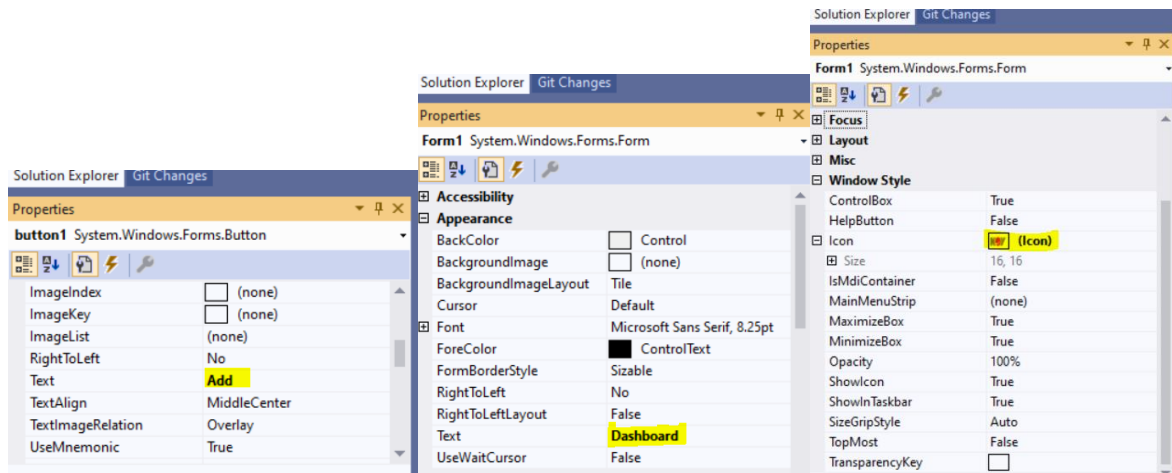 Solution Explorer Git Changes
Properties
button1 System.Windows.Forms.Button
ImageIndex (none)
ImageKey (none)
ImageList (none)
RightToLeft No
Text Add
TextAlign MiddleCenter
TextImageRelation Overlay
UseMnemonic True
Solution Explorer Git Changes
Properties
Form1 System.Windows.Forms.Form
Accessibility
Appearance
BackColor Control
BackgroundImage (none)
BackgroundImageLayout Tile
Cursor Default
Font Microsoft Sans Serif, 8.25pt
ForeColor ControlText
FormBorderStyle Sizable
RightToLeft No
RightToLeftLayout False
Text Dashboard
UseWaitCursor False
Solution Explorer Git Changes
Properties
Form1 System.Windows.Forms.Form
Focus
Layout
Misc
Window Style
ControlBox True
HelpButton False
Icon (Icon)
Size 16, 16
IsMdiContainer False
MainMenuStrip (none)
MaximizeBox True
MinimizeBox True
Opacity 100%
ShowIcon True
ShowInTaskbar True
SizeGripStyle Auto
TopMost False
TransparencyKey